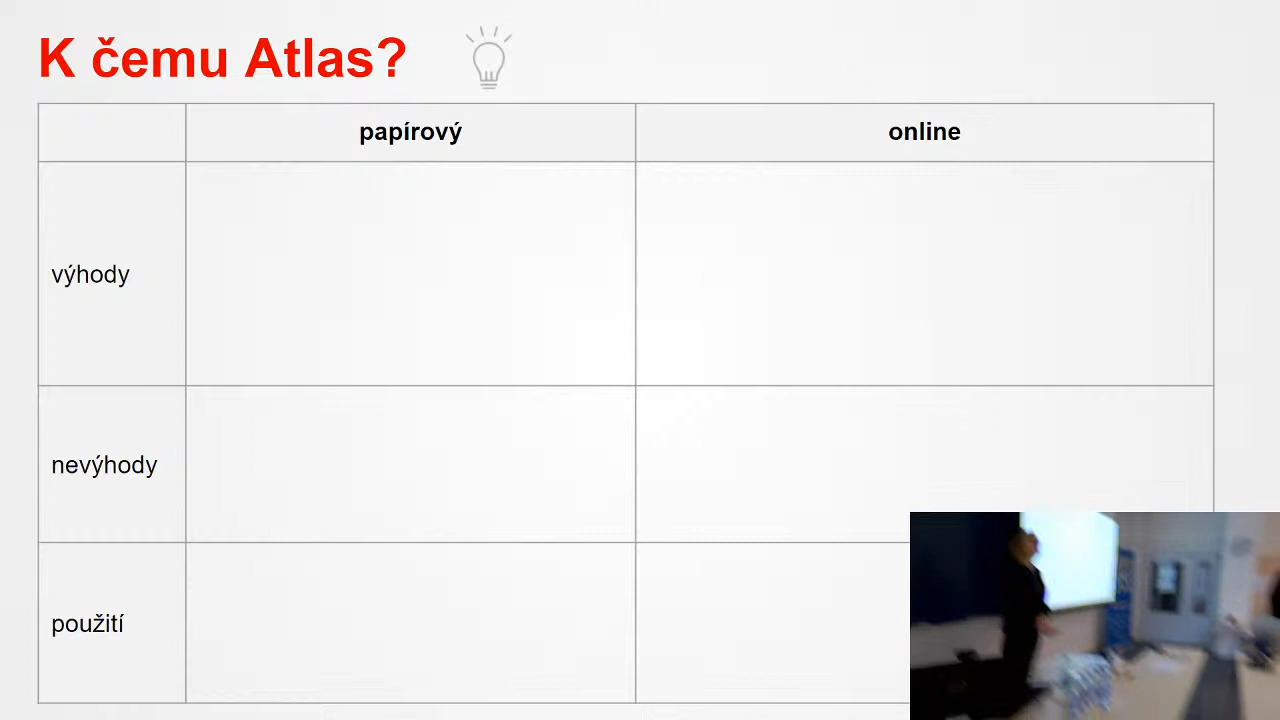 K čemu Atlas?
papírový online
výhody
nevýhody
použití